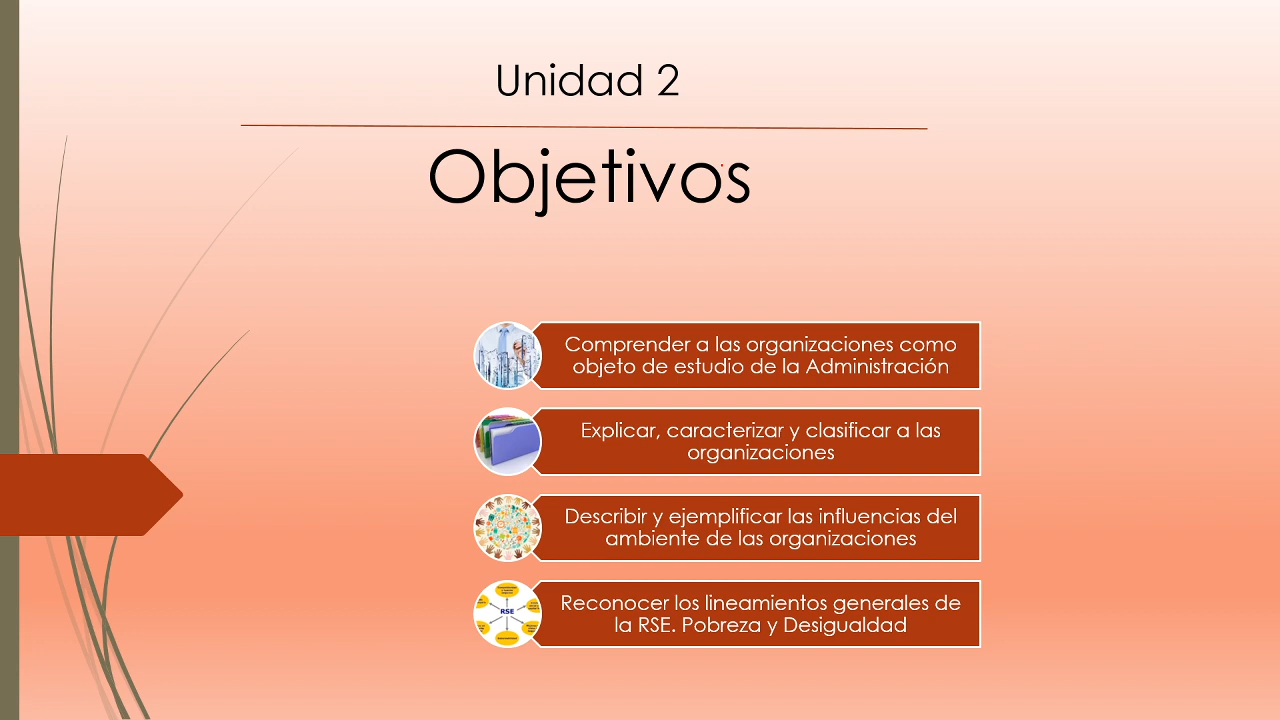 Unidad 2
Objetivos
Comprender a las organizaciones como
objeto de estudio de la Administración
Explicar, caracterizar y clasificar a las
organizaciones
Describir y ejemplificar las influencias del
ambiente de las organizaciones
RSE
Reconocer los lineamientos generales de
la RSE. Pobreza y Desigualdad